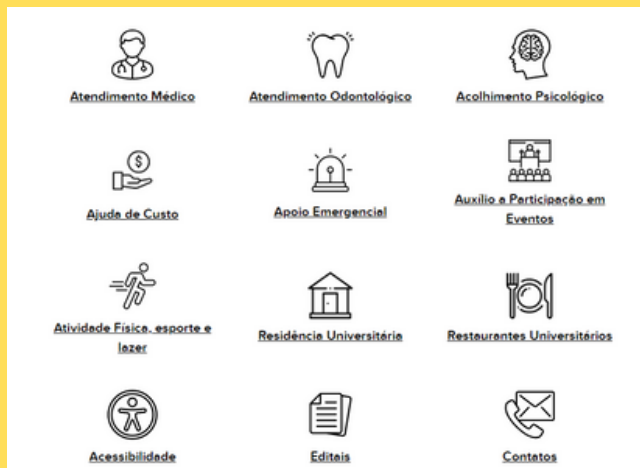 Atendimento Médico
Atendimento Odontológico
Acolhimento Psicológico
Ajuda de Custo
Apoio Emergencial
Auxílio a Participação em
Eventos
Atividade Física, esporte e
lazer
Residência Universitária
Restaurantes Universitários
Acessibilidade
Editais
Contatos